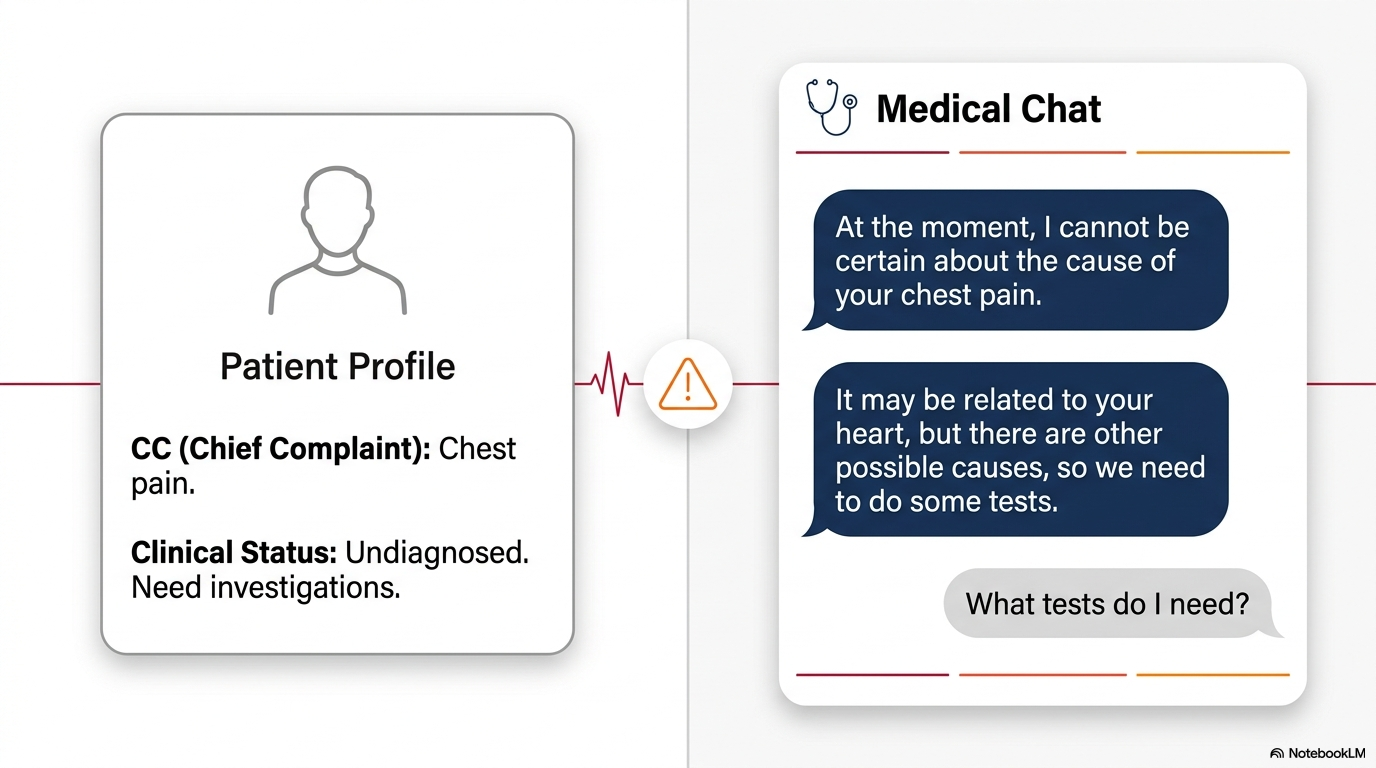 Patient Profile
CC (Chief Complaint): Chest
pain.
Clinical Status: Undiagnosed.
Need investigations.
Medical Chat
At the moment, I cannot be
certain about the cause of
your chest pain.
It may be related to your
heart, but there are other
possible causes, so we need
to do some tests.
What tests do I need?
NotebookLM